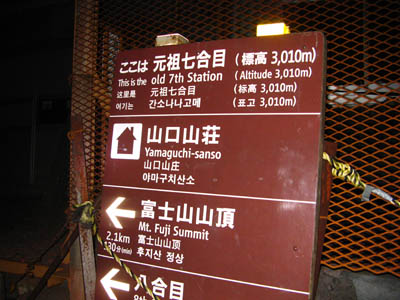 ここは 元祖七合目 (標高 3,010m)
This is the old 7th Station (Altitude 3,010m)
这里是 元祖七合目 (标高 3,010m)
여기는 간소나나고메 (표고 3,010m)
山口山荘
Yamaguchi-sanso
山口山庄
야마구치산소
富士山山頂
Mt. Fuji Summit
2.1km 富士山山顶
(min) 후지산 정상
八合目